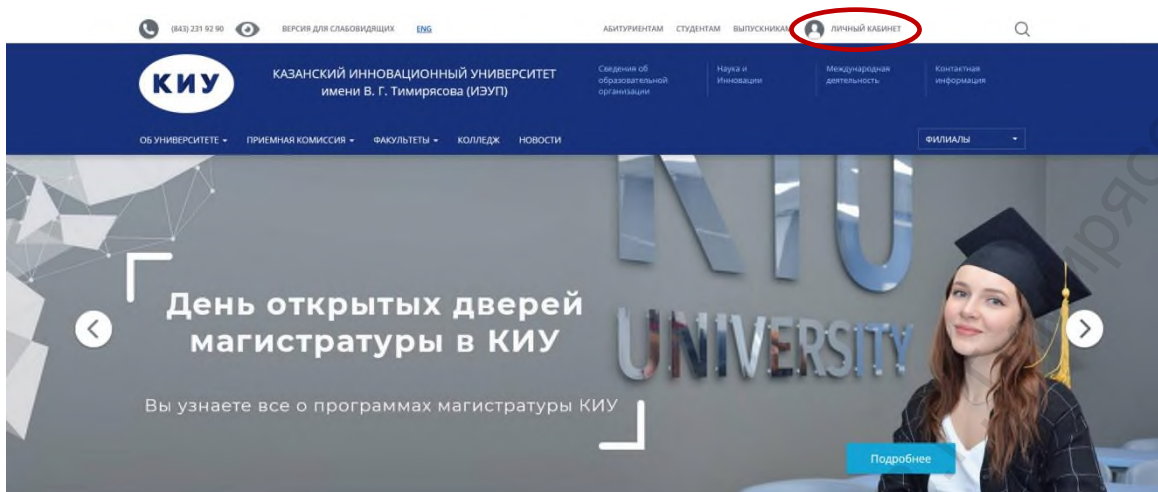 (843) 231 92 90 ВЕРСИЯ ДЛЯ СЛАБОВИДЯЩИХ ENG АБИТУРИЕНТАМ СТУДЕНТАМ ВЫПУСКНИКАМ ЛИЧНЫЙ КАБИНЕТ
КИУ
КАЗАНСКИЙ ИННОВАЦИОННЫЙ УНИВЕРСИТЕТ
имени В. Г. Тимирясова (ИЭУП)
Сведения об
образовательной
организации
Наука и
Инновации
Международная
деятельность
Контактная
информация
ОБ УНИВЕРСИТЕТЕ ПРИЕМНАЯ КОМИССИЯ ФАКУЛЬТЕТЫ КОЛЛЕДЖ НОВОСТИ ФИЛИАЛЫ
KIU
UNIVERSITY
День открытых дверей
магистратуры в КИУ
Вы узнаете все о программах магистратуры КИУ
Подробнее